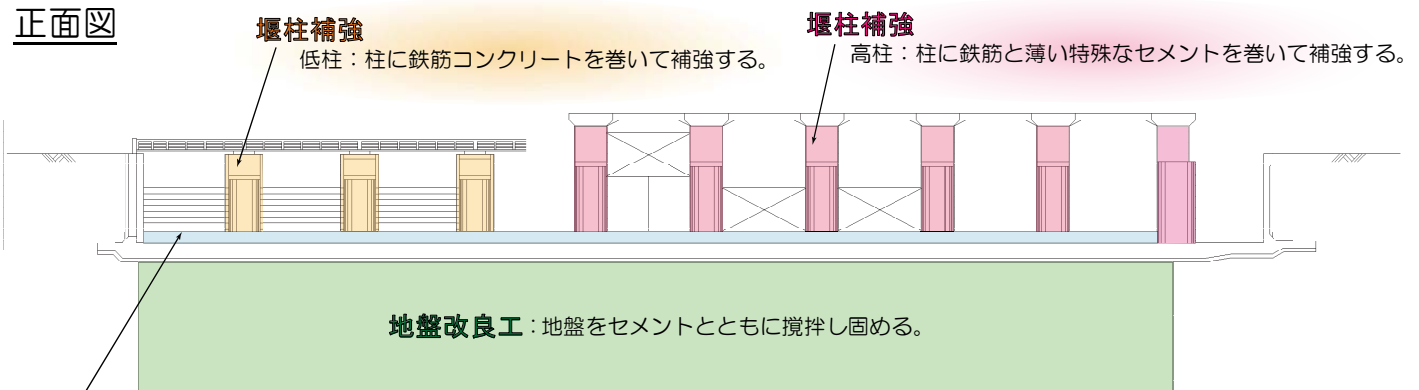 正面図
堰柱補強
低柱：柱に鉄筋コンクリートを巻いて補強する。
堰柱補強
高柱：柱に鉄筋と薄い特殊なセメントを巻いて補強する。
地盤改良工：地盤をセメントとともに撹拌し固める。